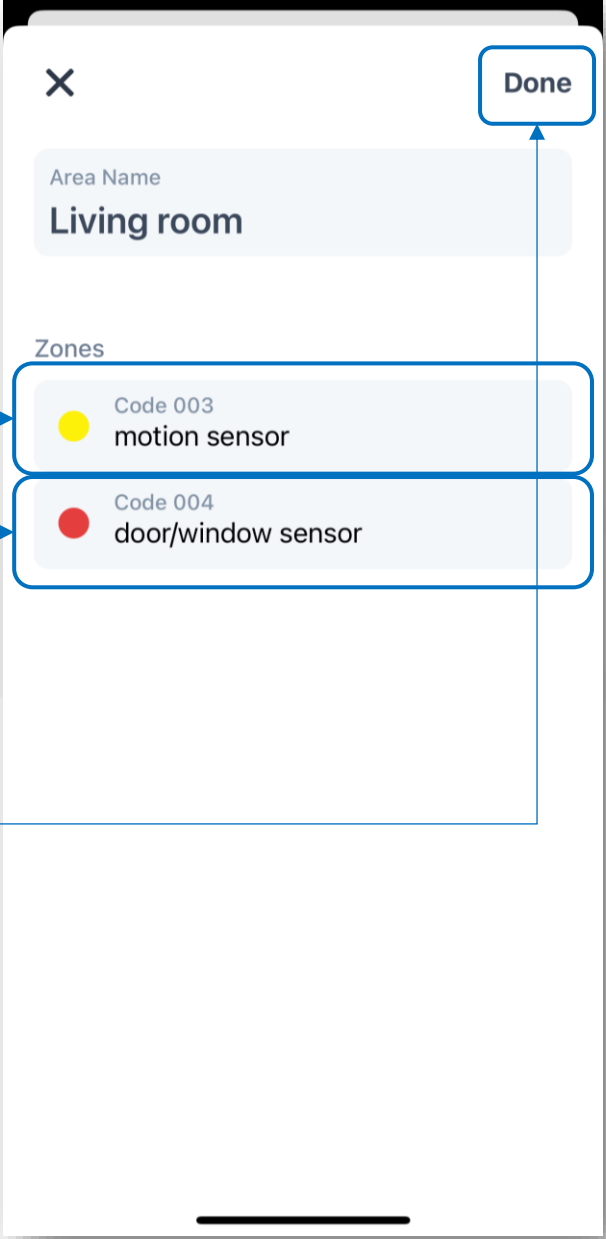 Done
Area Name
Living room
Zones
Code 003
motion sensor
Code 004
door/window sensor